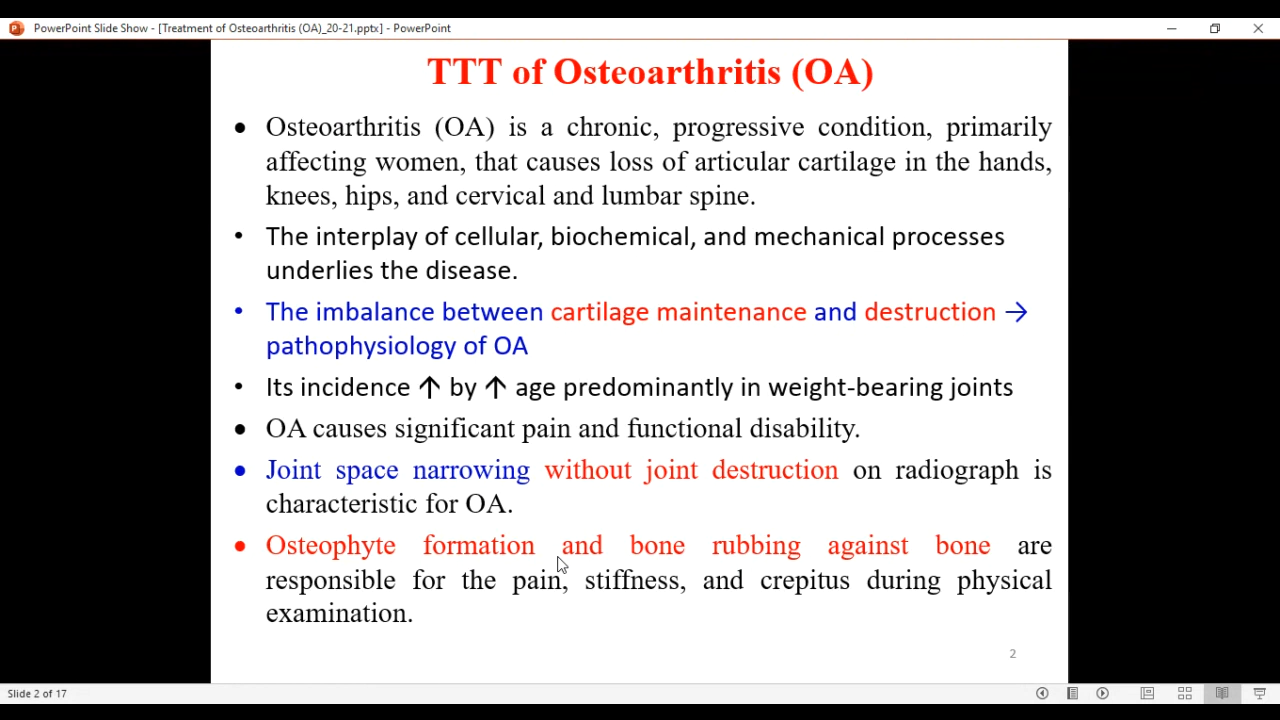 PowerPoint Slide Show - [Treatment of Osteoarthritis (OA)_20-21.pptx] - PowerPoint
TTT of Osteoarthritis (OA)
• Osteoarthritis (OA) is a chronic, progressive condition, primarily
affecting women, that causes loss of articular cartilage in the hands,
knees, hips, and cervical and lumbar spine.
• The interplay of cellular, biochemical, and mechanical processes
underlies the disease.
• The imbalance between cartilage maintenance and destruction →
pathophysiology of OA
• Its incidence ↑ by ↑ age predominantly in weight-bearing joints
• OA causes significant pain and functional disability.
• Joint space narrowing without joint destruction on radiograph is
characteristic for OA.
• Osteophyte formation and bone rubbing against bone are
responsible for the pain, stiffness, and crepitus during physical
examination.
2
Slide 2 of 17